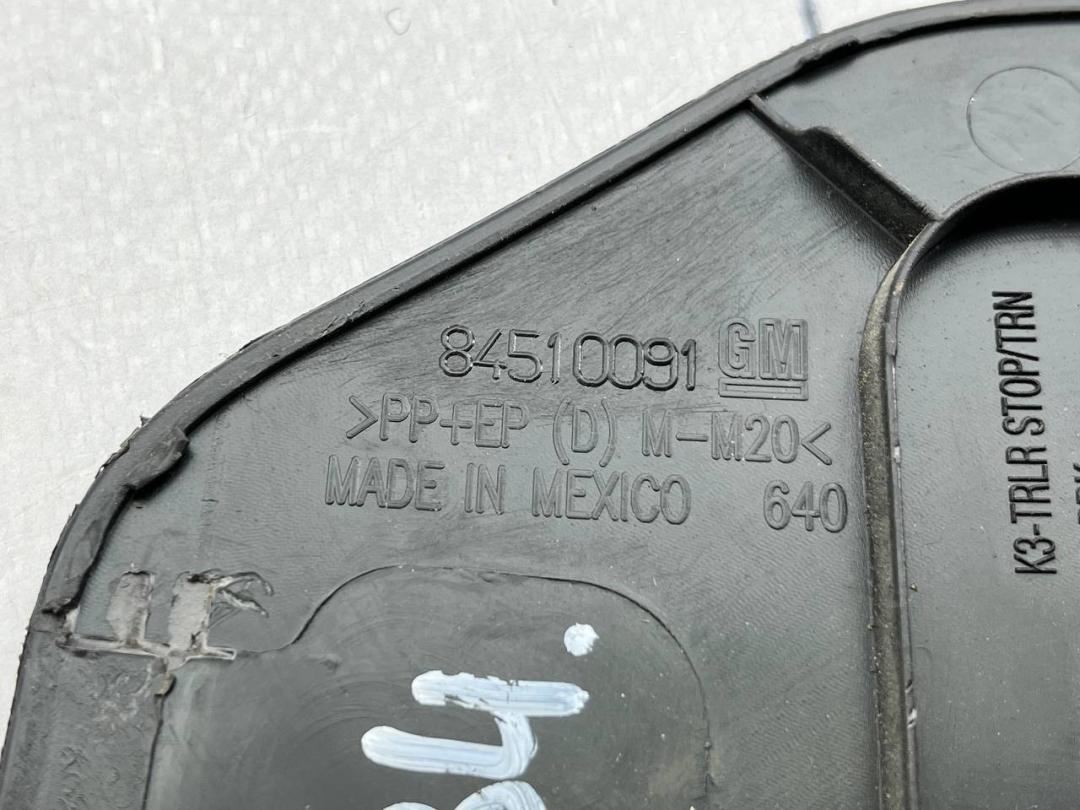 84510091 GM
>PP+EP (D) M-M20<
MADE IN MEXICO 640
K3-TRLR STOP/TRN